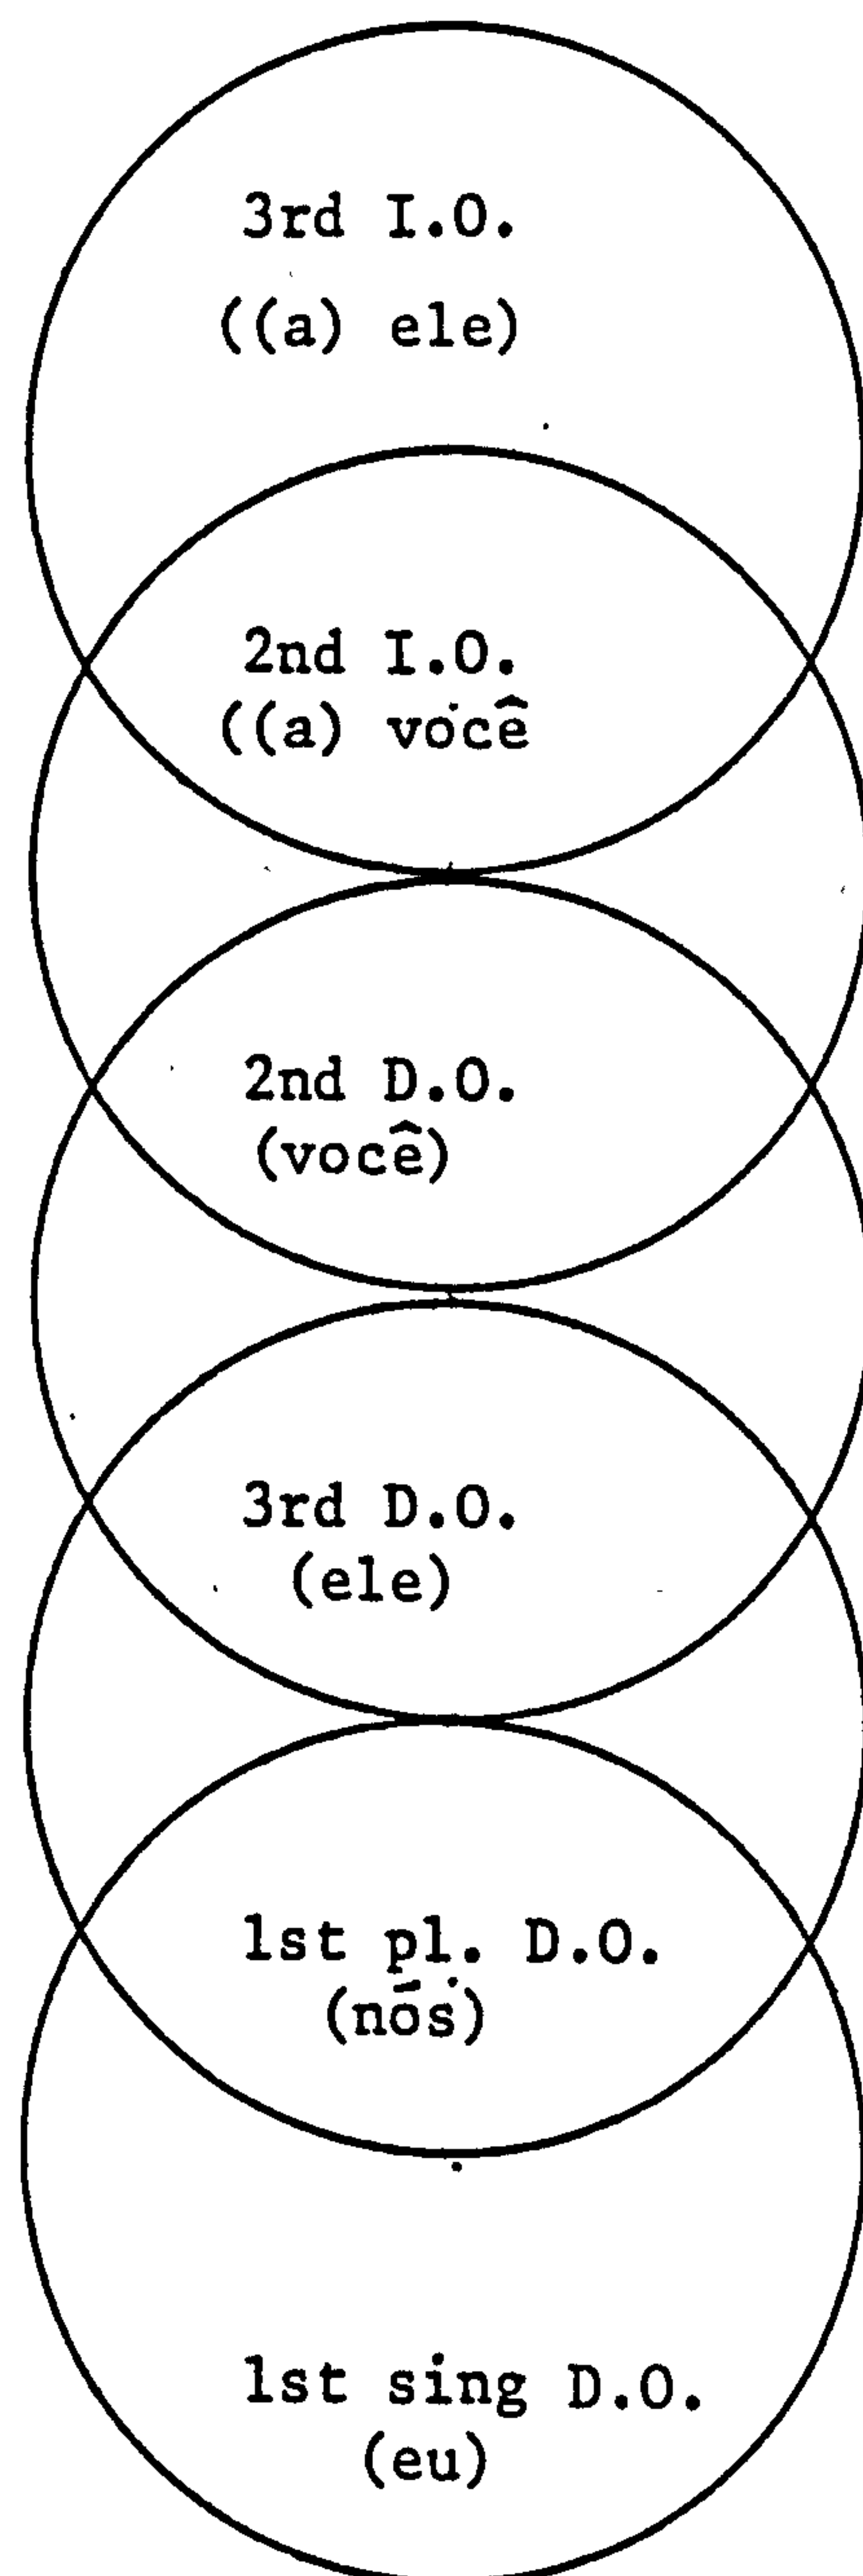 3rd I.O.
((a) ele)
2nd I.O.
((a) você
2nd D.O.
(você)
3rd D.O.
(ele)
1st pl. D.O.
(nós)
1st sing D.O.
(eu)